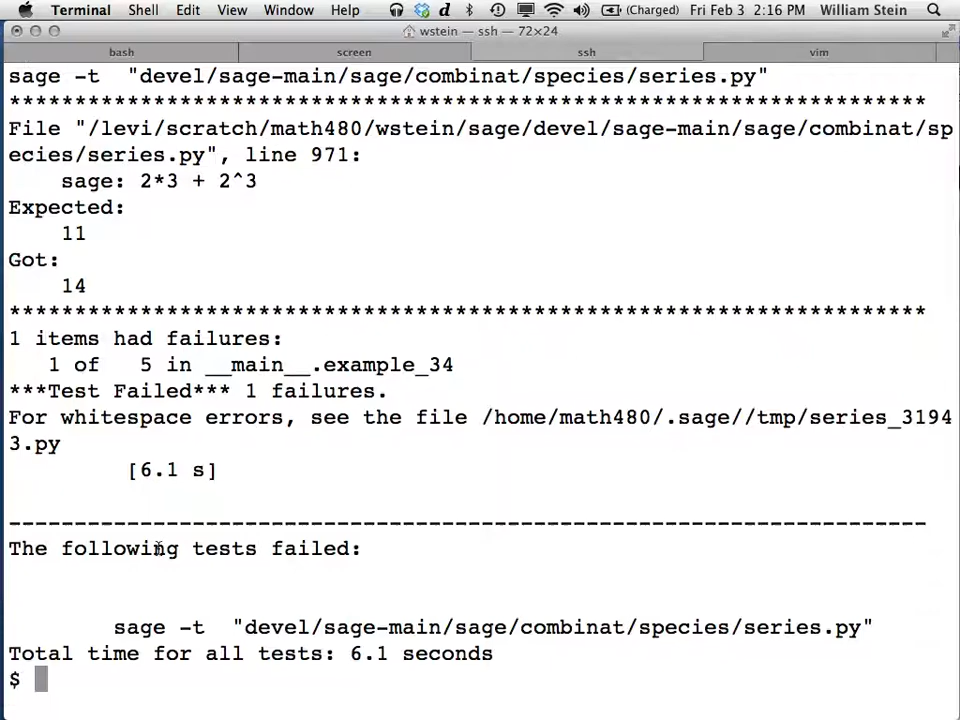 Terminal Shell Edit View Window Help (Charged) Fri Feb 3 2:16 PM William Stein
wstein — ssh — 72×24
bash screen ssh vim
sage -t  "devel/sage-main/sage/combinat/species/series.py"
**********************************************************************
File "/levi/scratch/math480/wstein/sage/devel/sage-main/sage/combinat/sp
ecies/series.py", line 971:
    sage: 2*3 + 2^3
Expected:
    11
Got:
    14
**********************************************************************
1 items had failures:
   1 of   5 in __main__.example_34
***Test Failed*** 1 failures.
For whitespace errors, see the file /home/math480/.sage//tmp/series_3194
3.py
         [6.1 s]
----------------------------------------------------------------------
The following tests failed:
        sage -t  "devel/sage-main/sage/combinat/species/series.py"
Total time for all tests: 6.1 seconds
$